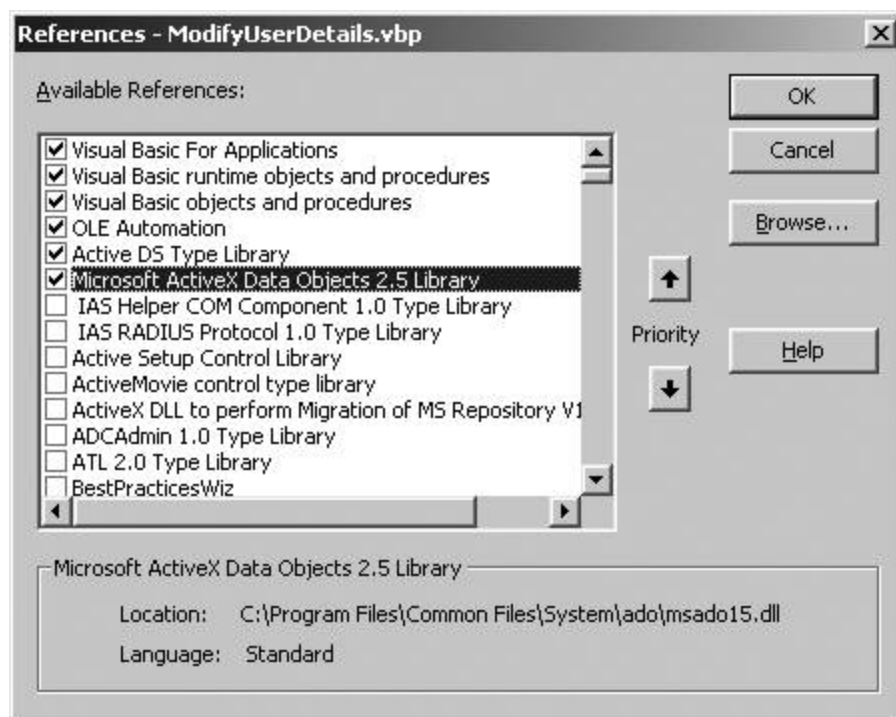 References - ModifyUserDetails.vbp
Available References:
OK
Cancel
Browse...
Priority
Help
Visual Basic For Applications
Visual Basic runtime objects and procedures
Visual Basic objects and procedures
OLE Automation
Active DS Type Library
Microsoft ActiveX Data Objects 2.5 Library
IAS Helper COM Component 1.0 Type Library
IAS RADIUS Protocol 1.0 Type Library
Active Setup Control Library
ActiveMovie control type library
ActiveX DLL to perform Migration of MS Repository V1
ADCAdmin 1.0 Type Library
ATL 2.0 Type Library
BestPracticesWiz
Microsoft ActiveX Data Objects 2.5 Library
Location: C:\Program Files\Common Files\System\ado\msado15.dll
Language: Standard